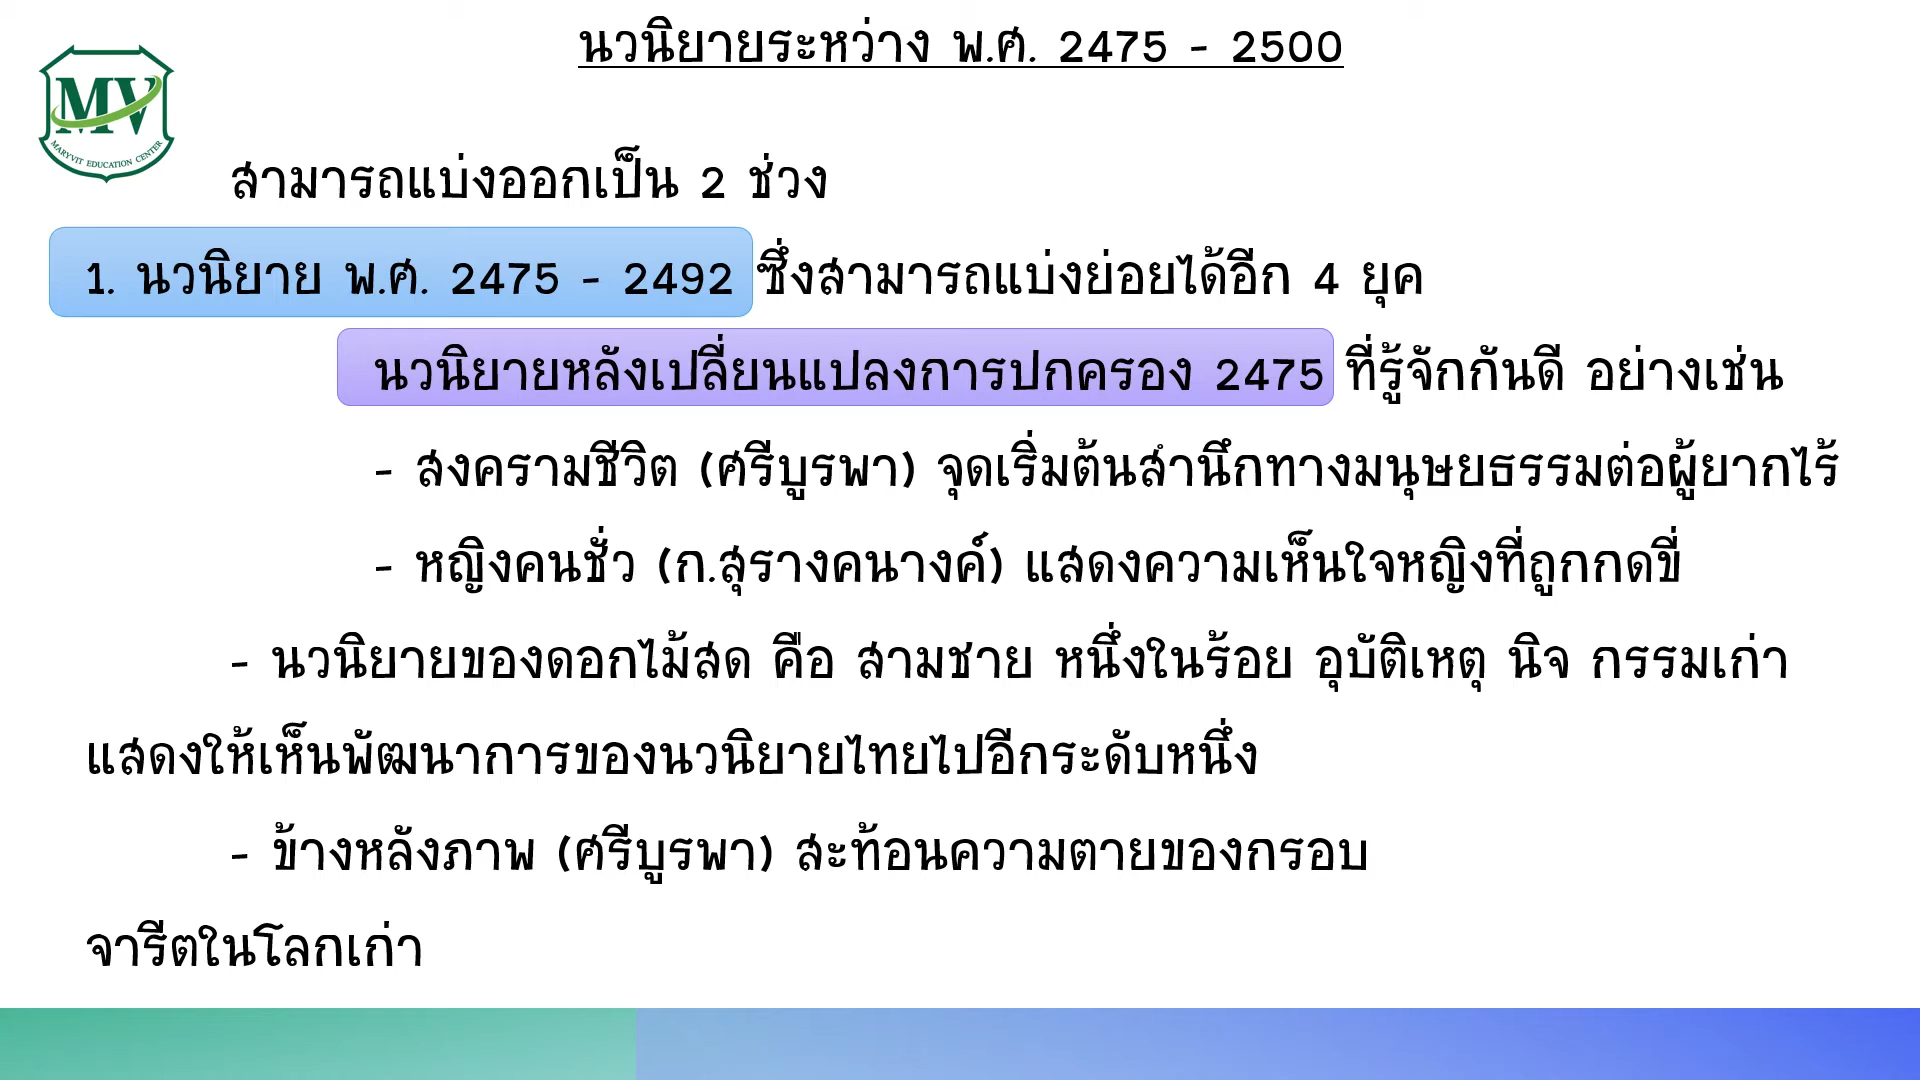 นวนิยายระหว่าง พ.ศ. 2475 - 2500
MV
MARYVIT EDUCATION CENTER
สามารถแบ่งออกเป็น 2 ช่วง
1. นวนิยาย พ.ศ. 2475 - 2492 ซึ่งสามารถแบ่งย่อยได้อีก 4 ยุค
นวนิยายหลังเปลี่ยนแปลงการปกครอง 2475 ที่รู้จักกันดี อย่างเช่น
- สงครามชีวิต (ศรีบูรพา) จุดเริ่มต้นสำนึกทางมนุษยธรรมต่อผู้ยากไร้
- หญิงคนชั่ว (ก.สุรางคนางค์) แสดงความเห็นใจหญิงที่ถูกกดขี่
- นวนิยายของดอกไม้สด คือ สามชาย หนึ่งในร้อย อุบัติเหตุ นิจ กรรมเก่า
แสดงให้เห็นพัฒนาการของนวนิยายไทยไปอีกระดับหนึ่ง
- ข้างหลังภาพ (ศรีบูรพา) สะท้อนความตายของกรอบ
จารีตในโลกเก่า